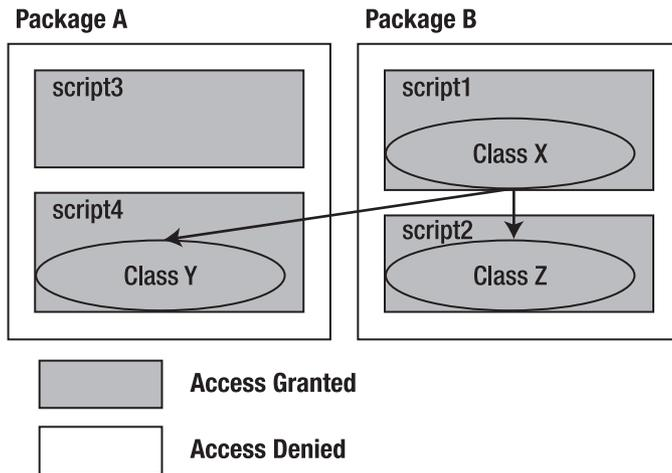 Package A
Package B
script3
script1
Class X
script4
script2
Class Y
Class Z
Access Granted
Access Denied